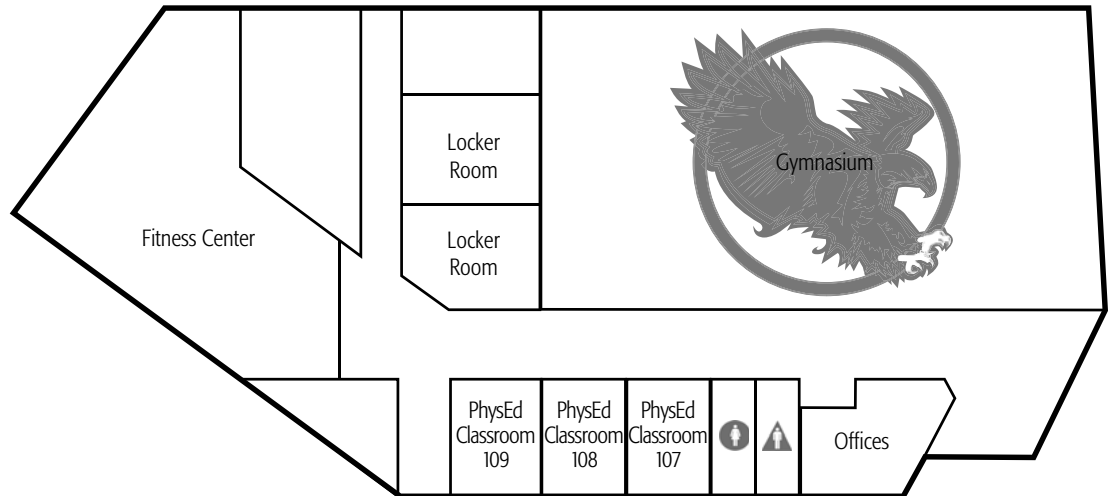 Locker
Room
Gymnasium
Fitness Center
Locker
Room
PhysEd
Classroom
109
PhysEd
Classroom
108
PhysEd
Classroom
107
Offices